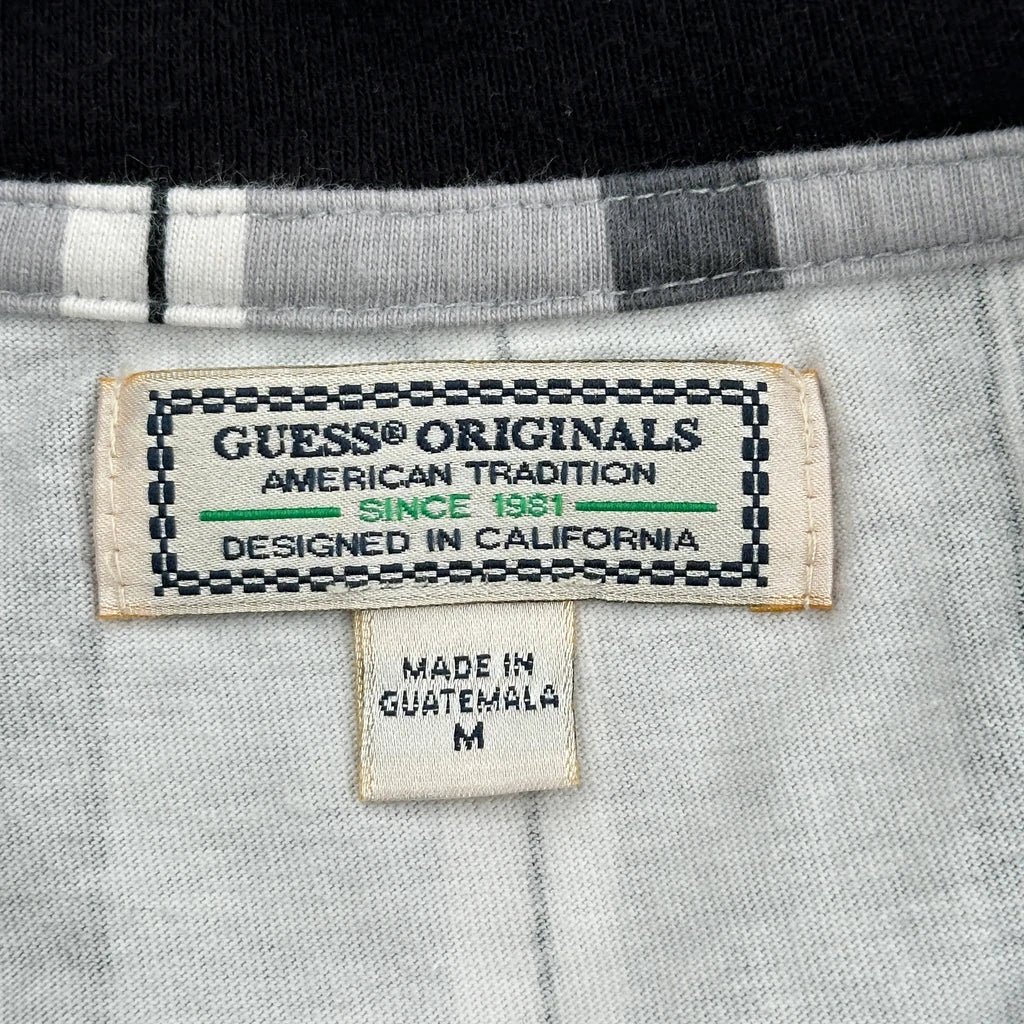 GUESS® ORIGINALS
AMERICAN TRADITION
SINCE 1981
DESIGNED IN CALIFORNIA
MADE IN
GUATEMALA
M